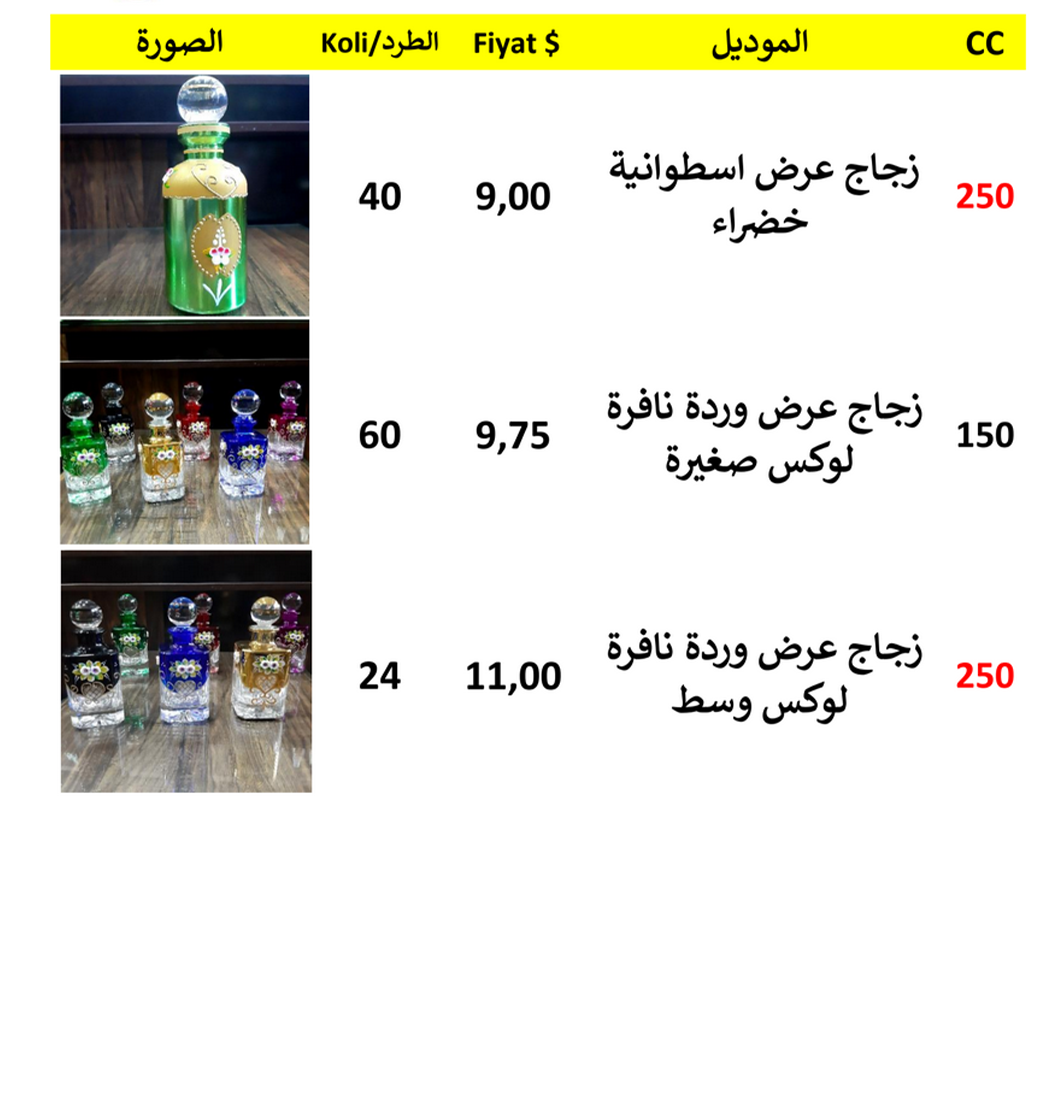 CC الموديل Fiyat $ Koli/الطرد الصورة
250 زجاج عرض اسطوانية 9,00 40
خضراء
150 زجاج عرض وردة نافرة 9,75 60
لوكس صغيرة
250 زجاج عرض وردة نافرة 11,00 24
لوكس وسط